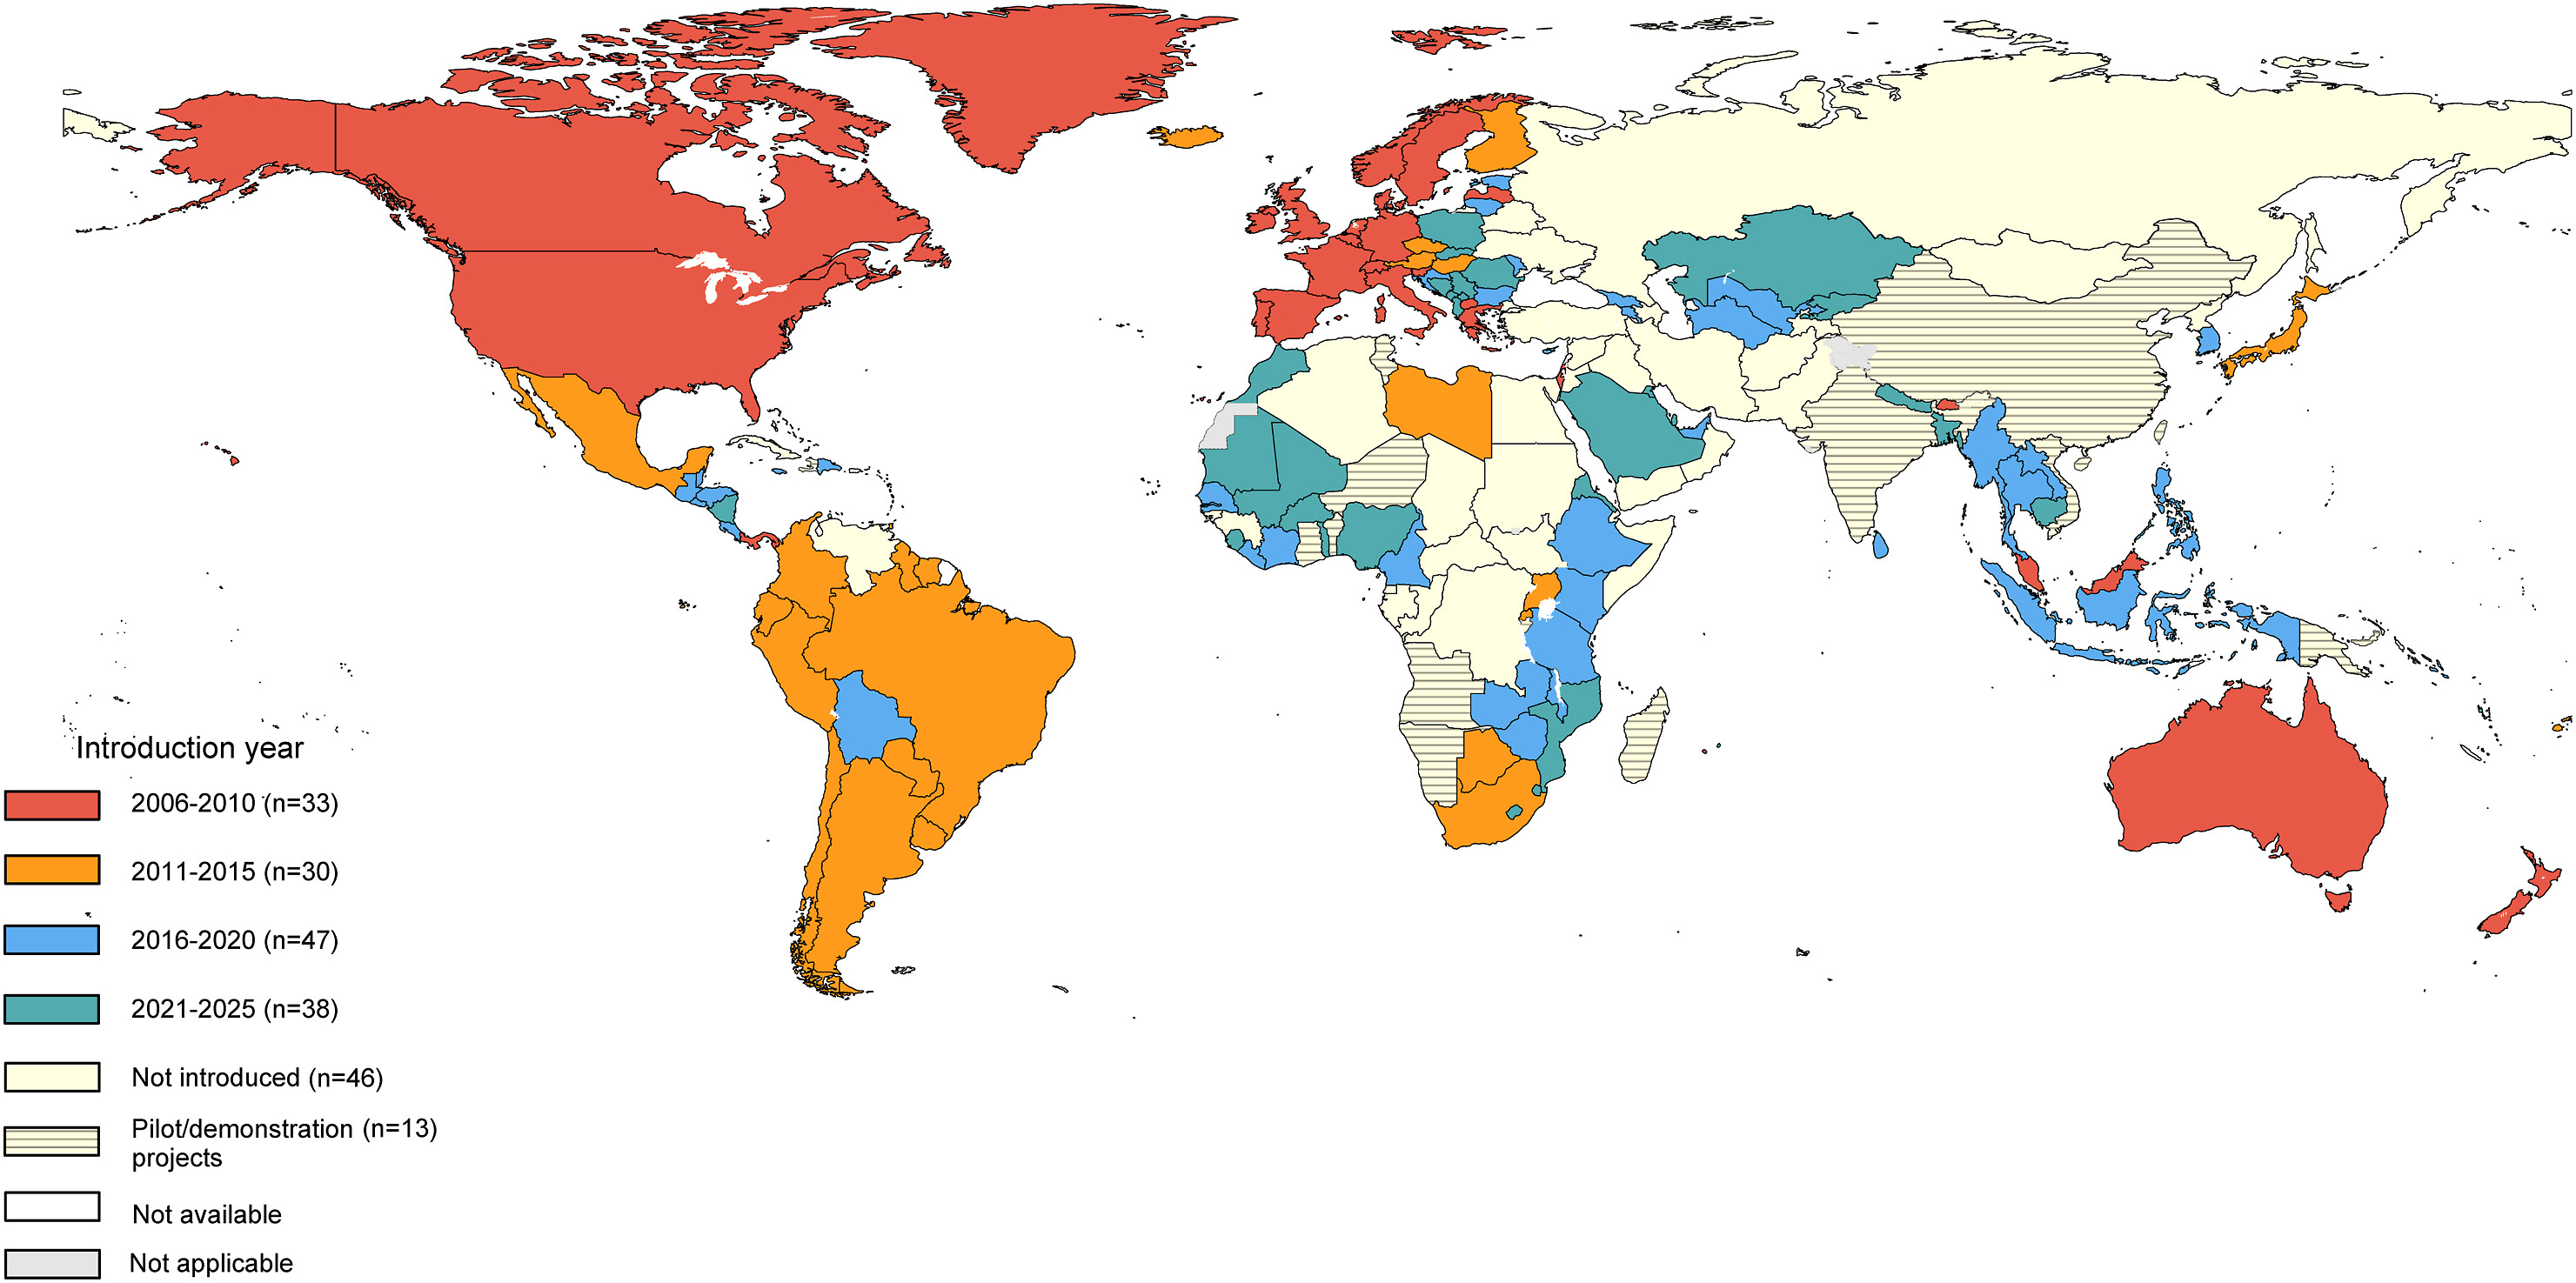 Introduction year
2006-2010 (n=33)
2011-2015 (n=30)
2016-2020 (n=47)
2021-2025 (n=38)
Not introduced (n=46)
Pilot/demonstration (n=13)
projects
Not available
Not applicable